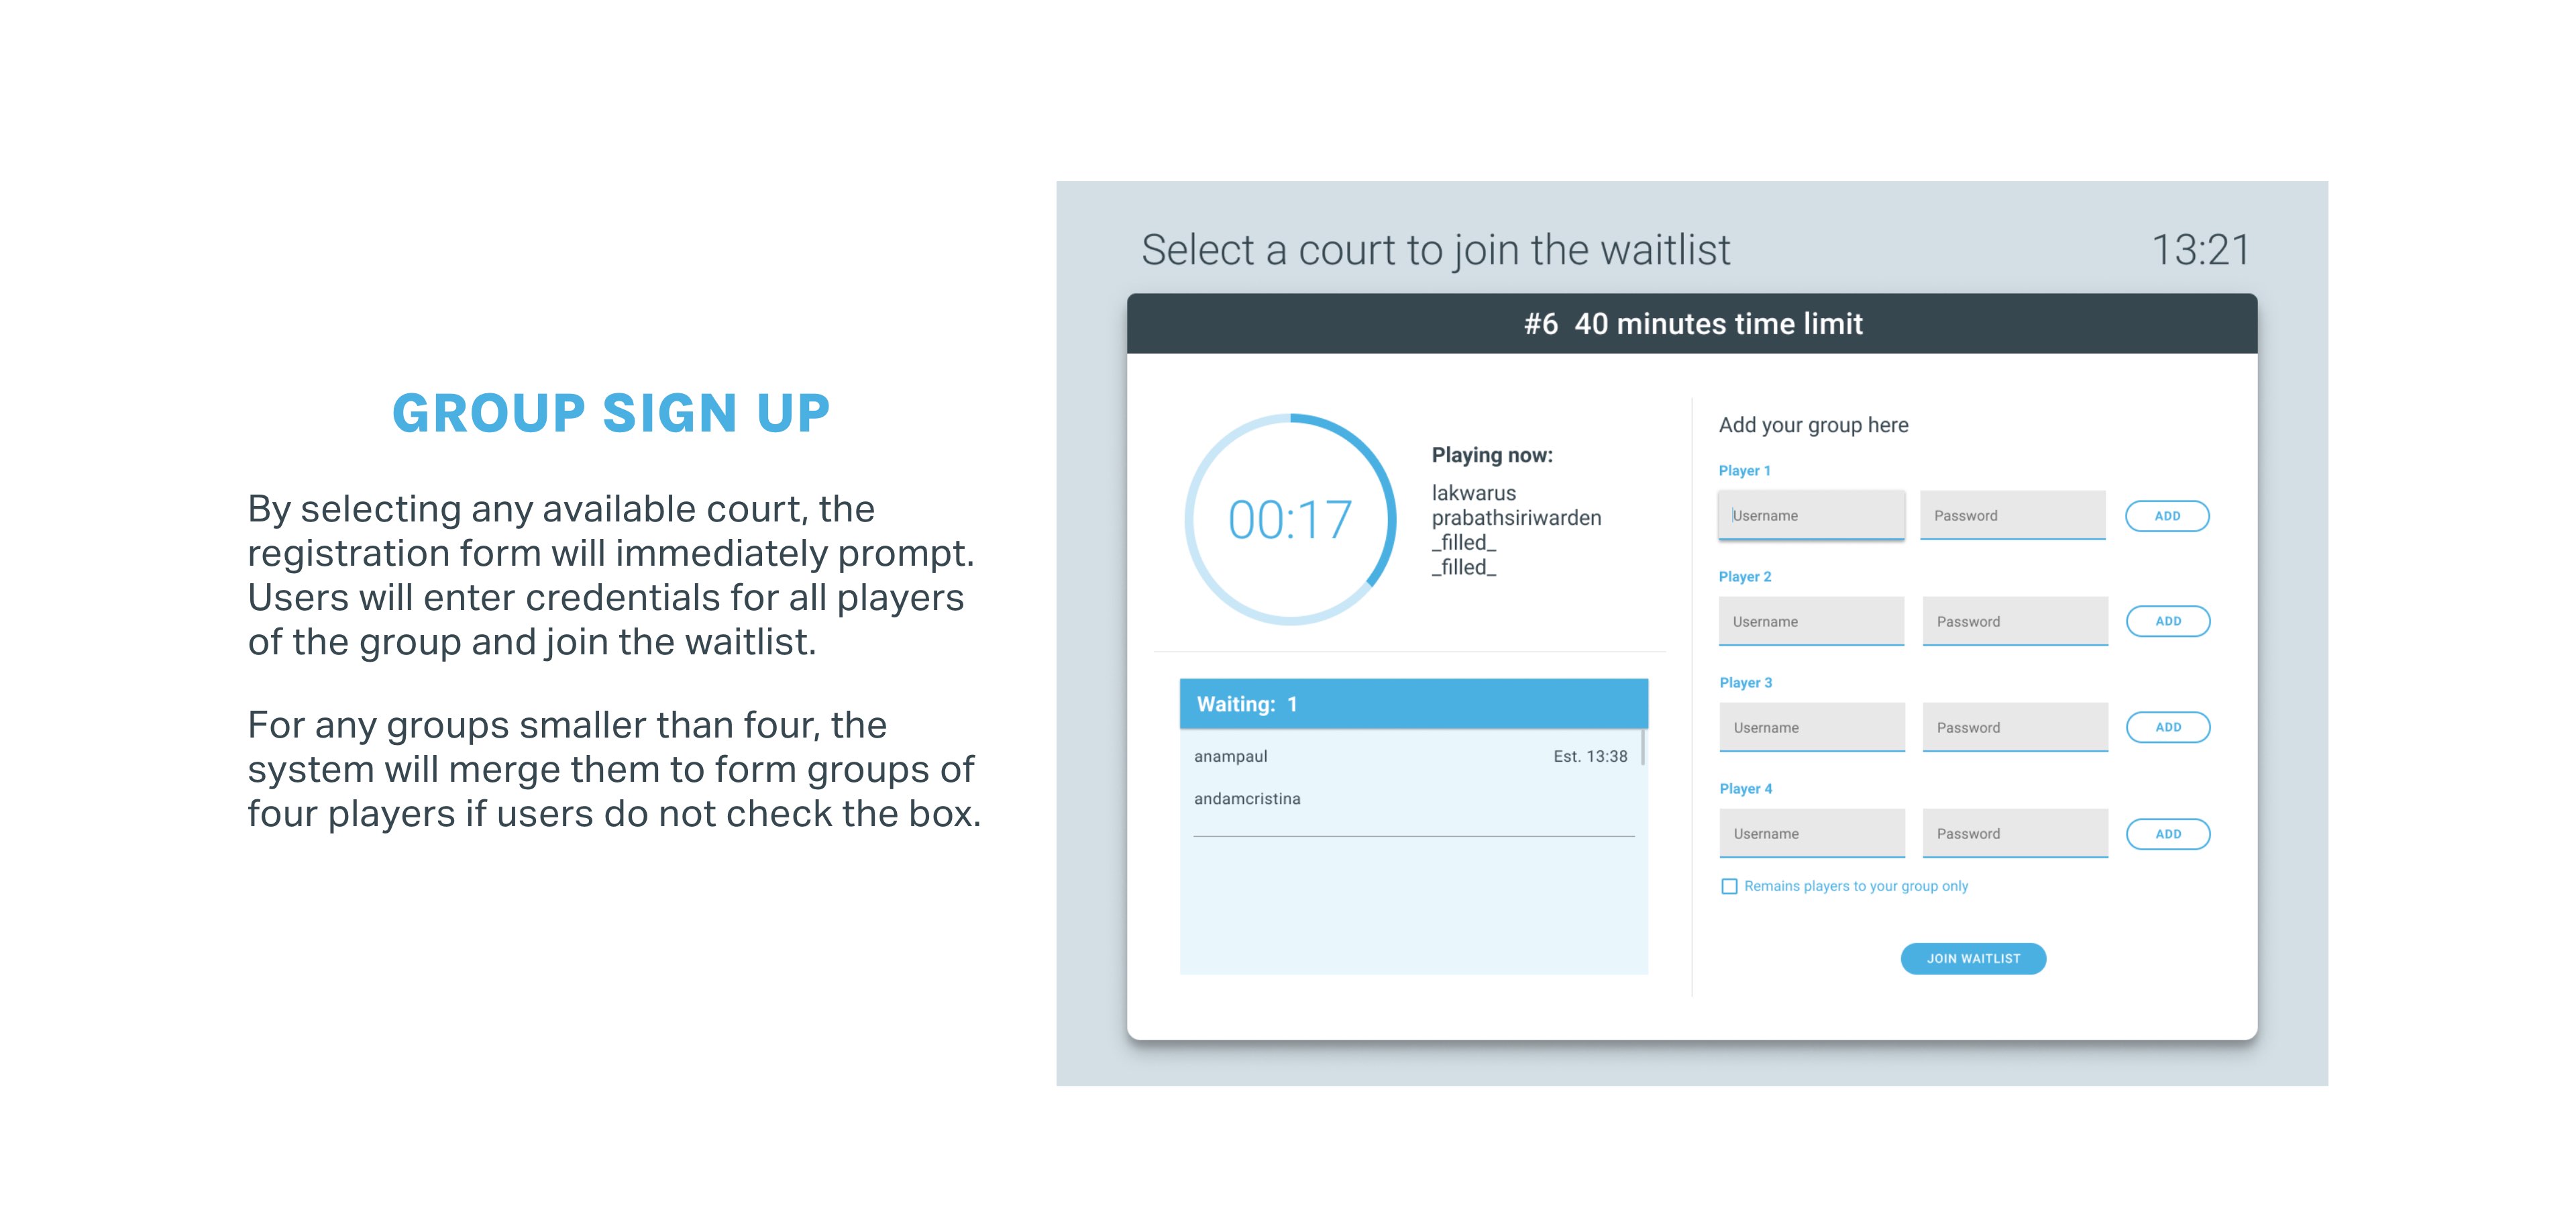 GROUP SIGN UP
By selecting any available court, the
registration form will immediately prompt.
Users will enter credentials for all players
of the group and join the waitlist.
For any groups smaller than four, the
system will merge them to form groups of
four players if users do not check the box.
Select a court to join the waitlist
13:21
#6 40 minutes time limit
00:17
Playing now:
lakwarus
prabathsiriwarden
_filled_
_filled_
Waiting: 1
anampaul Est. 13:38
andamcristina
Add your group here
Player 1
Username Password ADD
Player 2
Username Password ADD
Player 3
Username Password ADD
Player 4
Username Password ADD
Remains players to your group only
JOIN WAITLIST